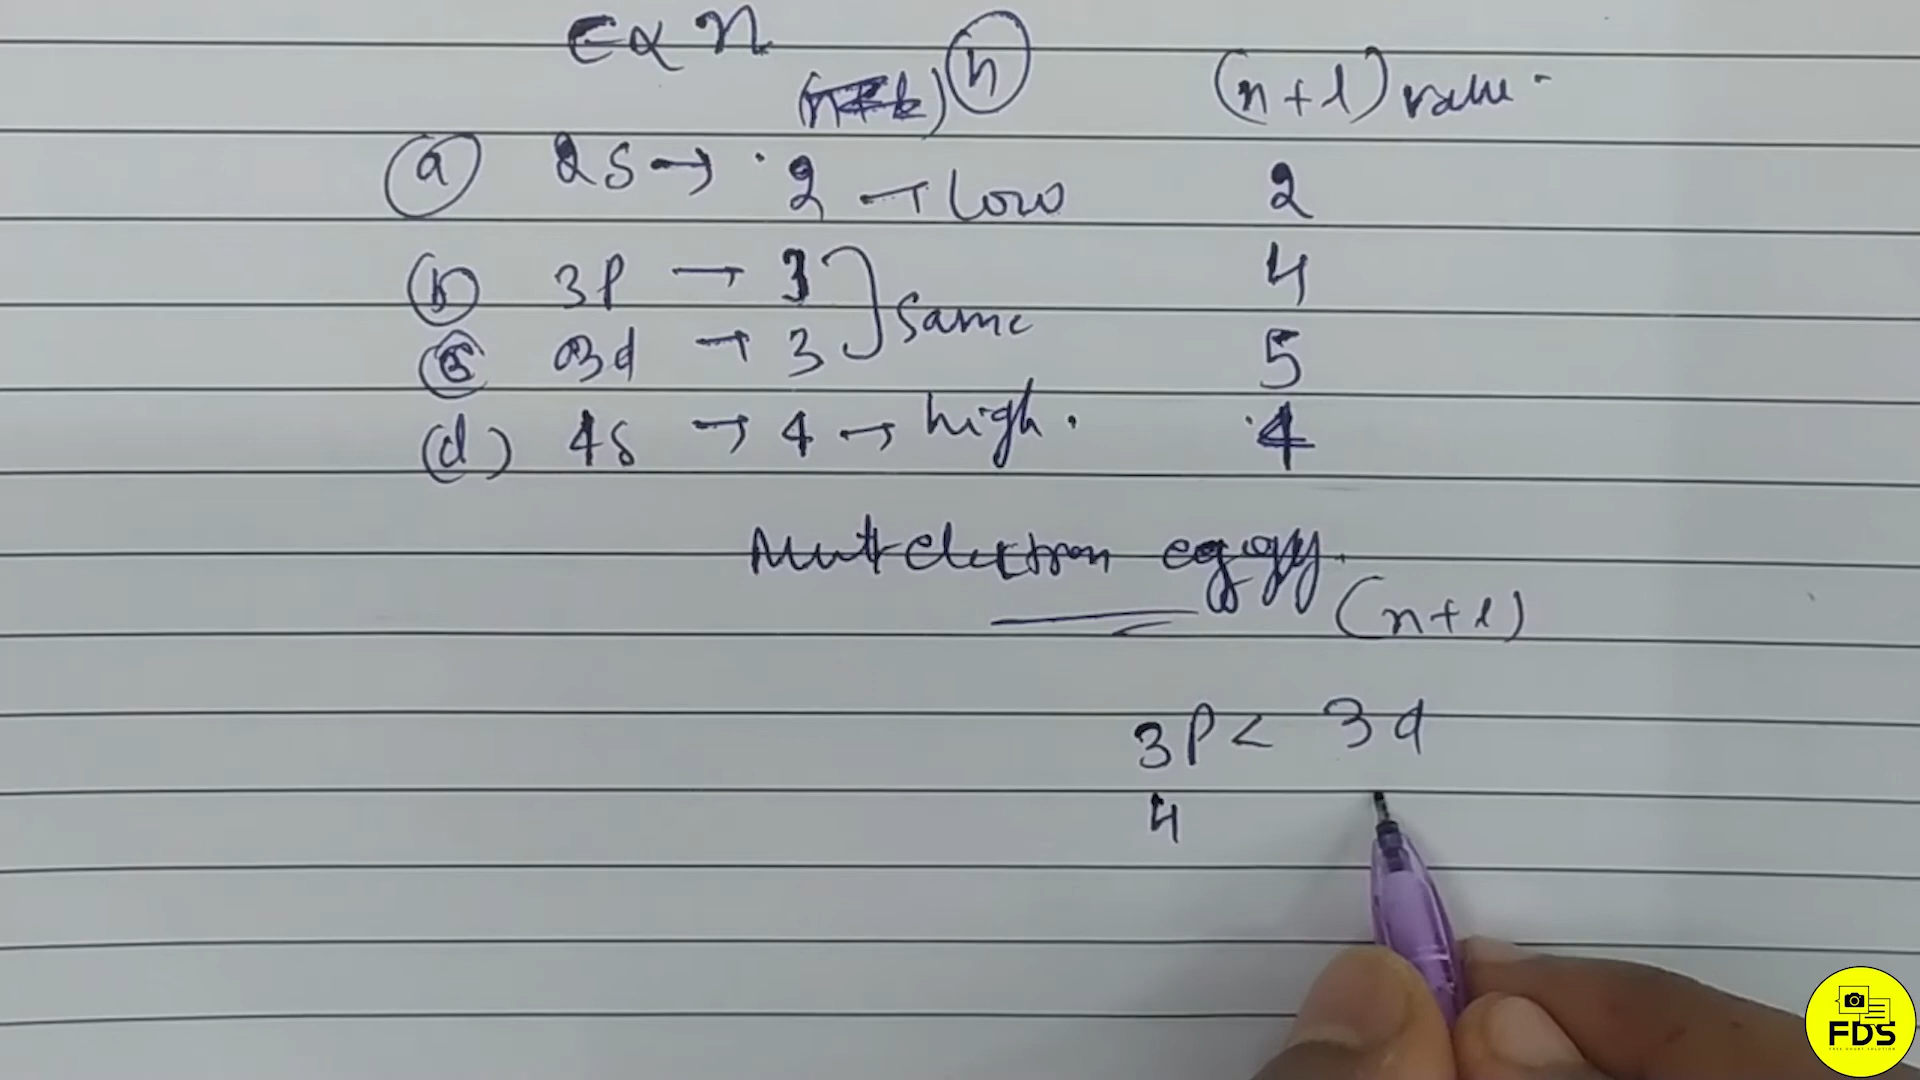 E α n
(n+l) (n) (n+l) value
(a) 2s → 2 → low 2
(b) 3p → 3 } same 4
(c) 3d → 3 5
(d) 4s → 4 → high. 4
electron
(n+l)
3p < 3d
4
FDS